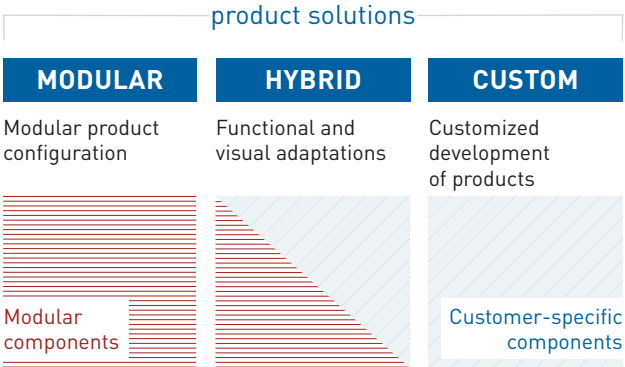 product solutions
MODULAR
HYBRID
CUSTOM
Modular product
configuration
Functional and
visual adaptations
Customized
development
of products
Modular
components
Customer-specific
components